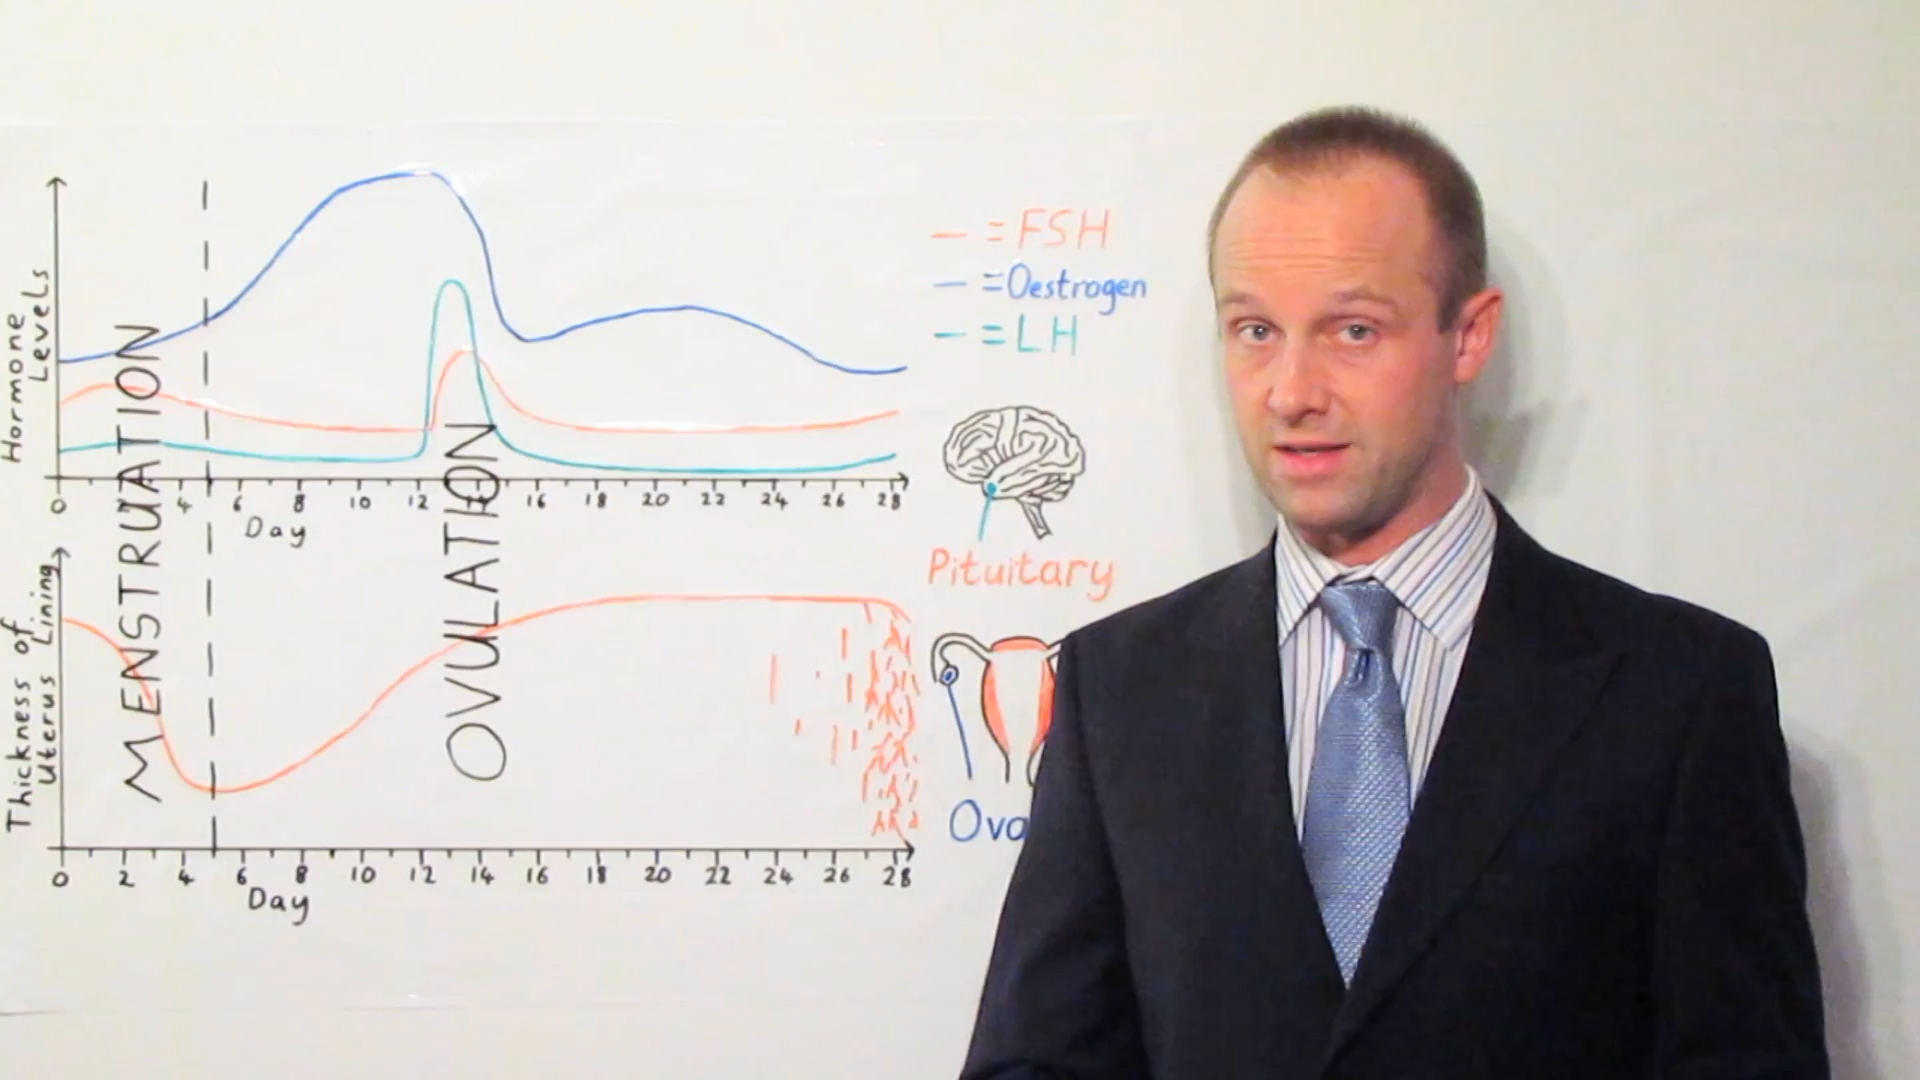 Hormone
Levels
MENSTRUATION
OVULATION
= FSH
= Oestrogen
= LH
0 4 6 8 10 12 16 18 20 22 24 26 28
Day
Pituitary
Thickness of
Uterus Lining
Ova
0 2 4 6 8 10 12 14 16 18 20 22 24 26 28
Day